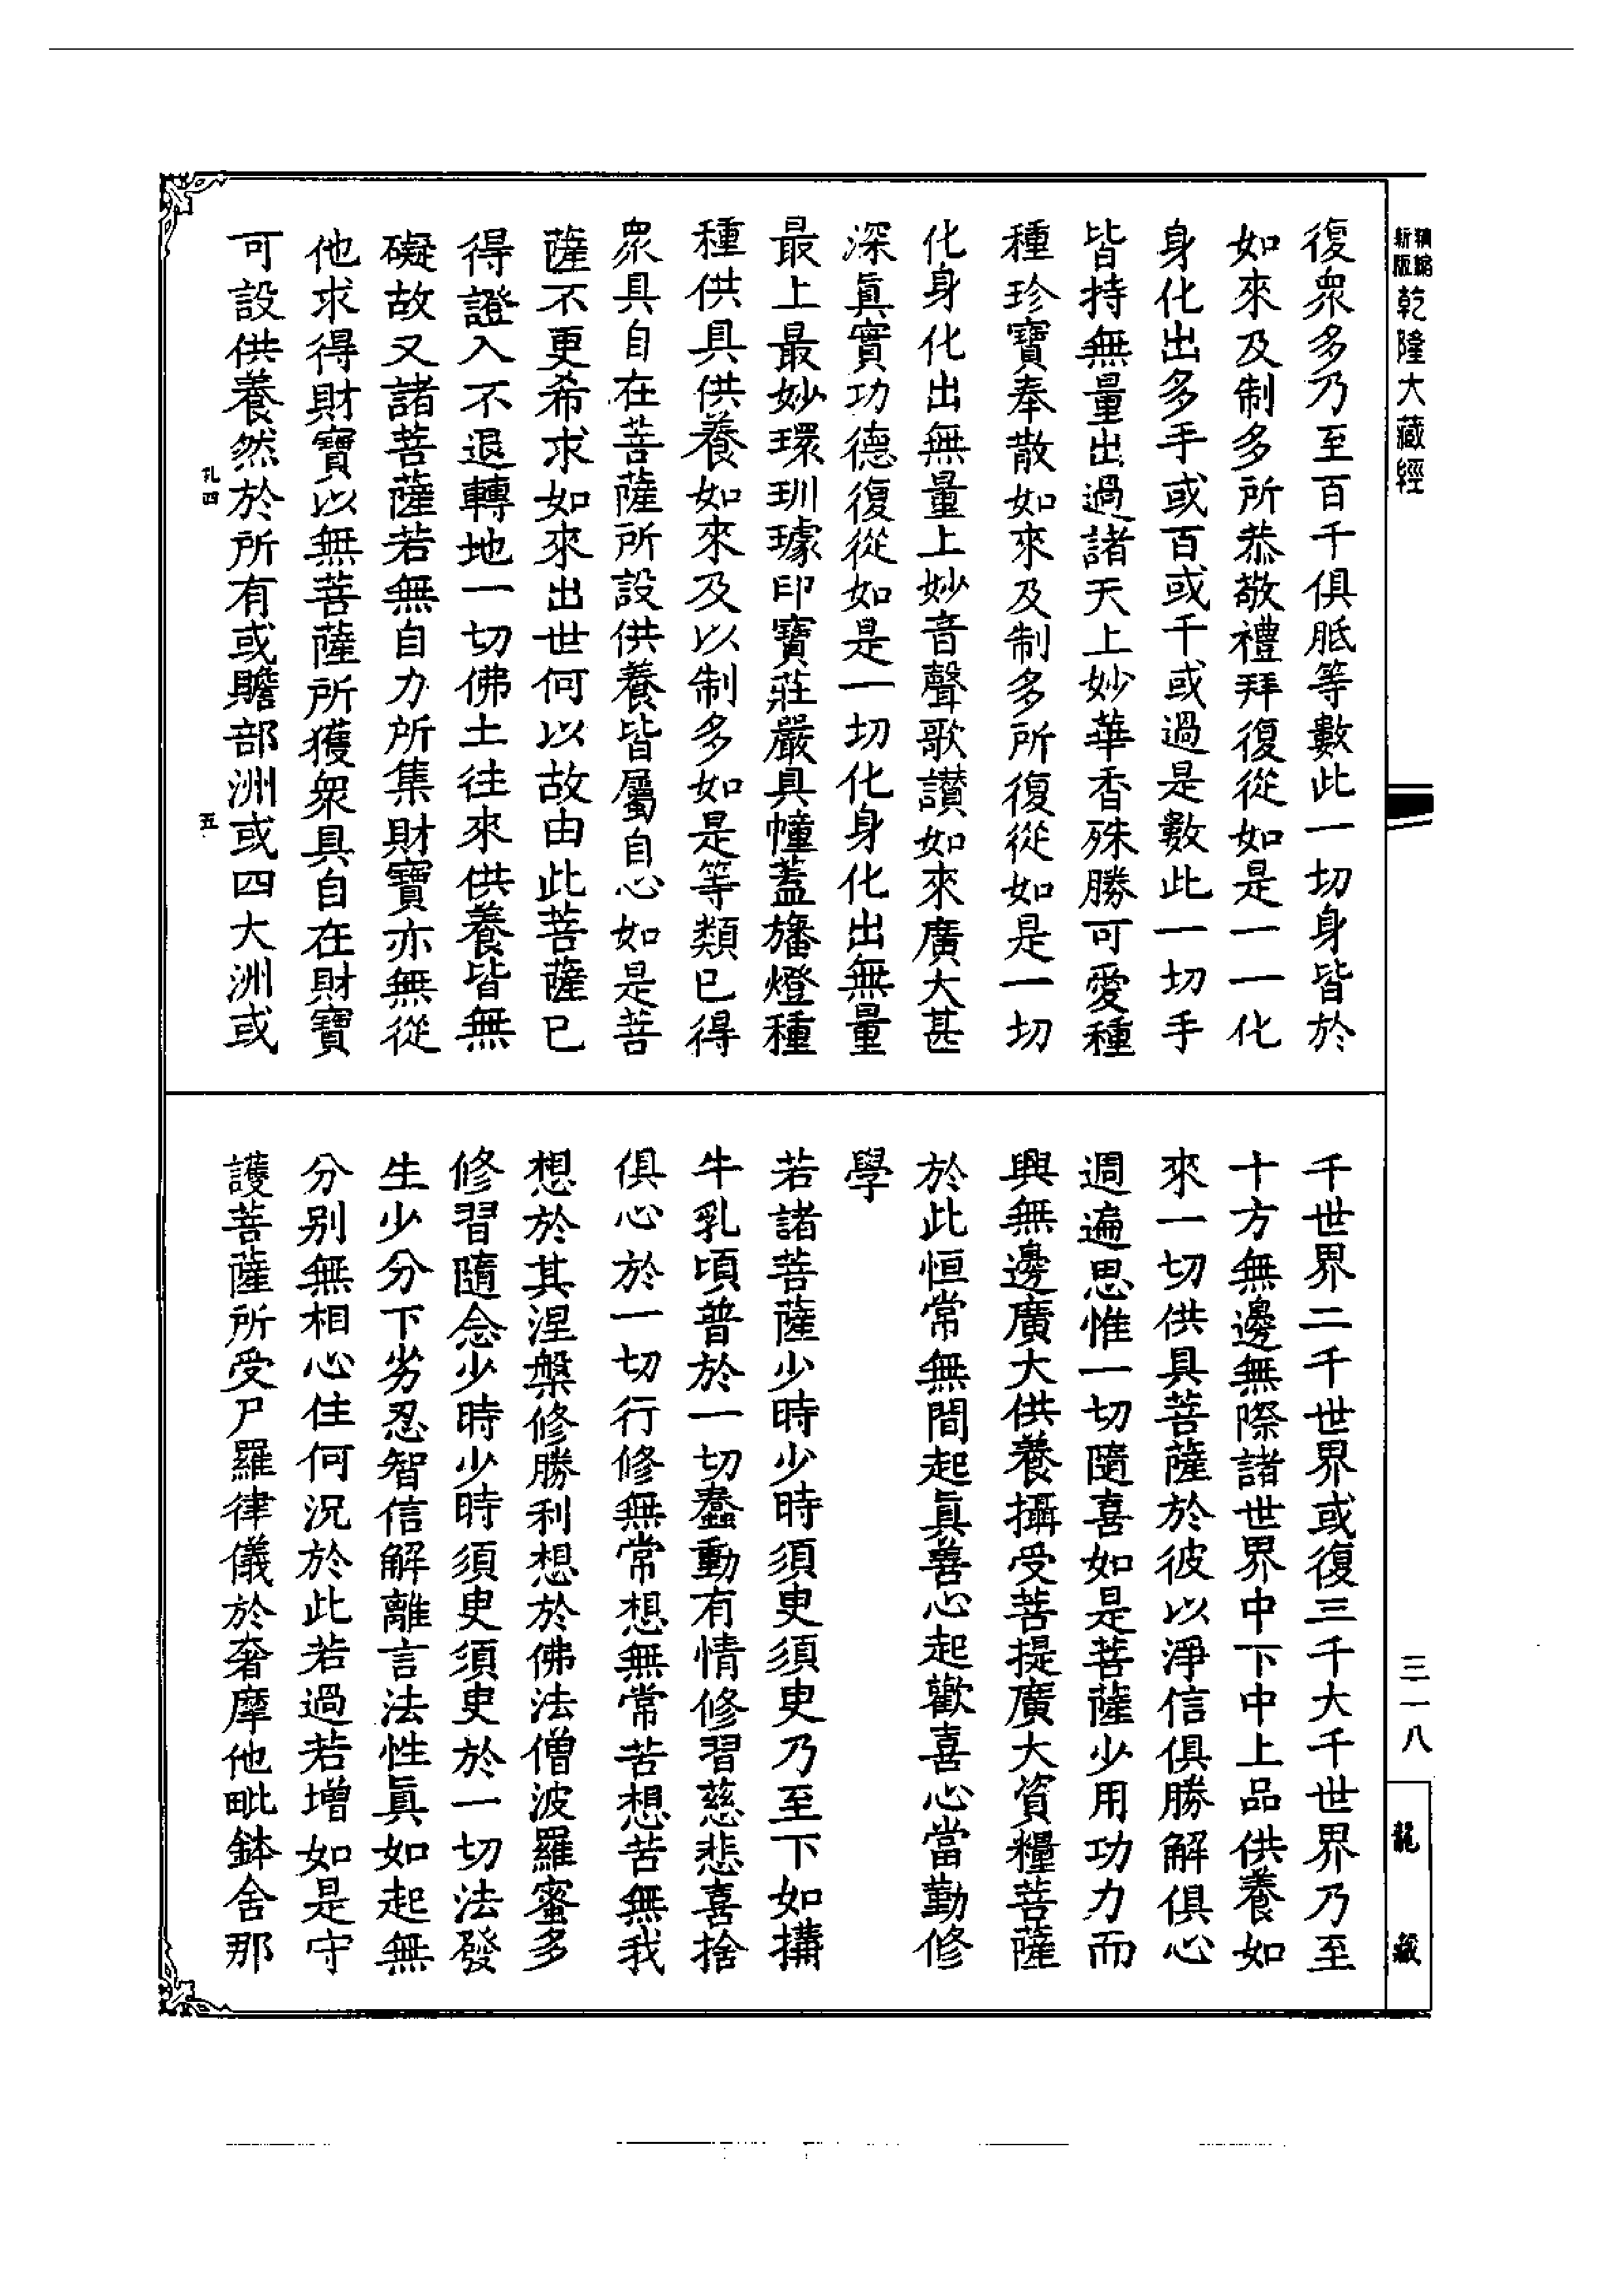 新版精縮乾隆大藏經
復衆多乃至百千俱胝等數此一切身皆於
如來及制多所恭敬禮拜復從如是一一化
身化出多手或百或千或過是數此一切手
皆持無量出過諸天上妙華香殊勝可愛種
種珍寶奉散如來及制多所復從如是一切
化身化出無量上妙音聲歌讚如來廣大甚
深眞實功德復從如是一切化身化出無量
最上最妙環玔璩印寶莊嚴具幢蓋旛燈種
種供具供養如來及以制多如是等類已得
衆具自在菩薩所設供養皆屬自心如是菩
薩不更希求如來出世何以故由此菩薩已
得證入不退轉地一切佛土往來供養皆無
礙故又諸菩薩若無自力所集財寶亦無從
他求得財寶以無菩薩所獲衆具自在財寶
可設供養然於所有或贍部洲或四大洲或
孔四 五
千世界二千世界或復三千大千世界乃至
十方無邊無際諸世界中下中上品供養如
來一切供具菩薩於彼以淨信俱勝解俱心
週遍思惟一切隨喜如是菩薩少用功力而
興無邊廣大供養攝受菩提廣大資糧菩薩
於此恒常無間起眞善心起歡喜心當勤修
學
若諸菩薩少時少時須臾須臾乃至下如搆
牛乳頃普於一切蠢動有情修習慈悲喜捨
俱心於一切行修無常想無常苦想苦無我
想於其涅槃修勝利想於佛法僧波羅蜜多
修習隨念少時少時須臾須臾於一切法發
生少分下劣忍智信解離言法性眞如起無
分別無相心住何況於此若過若增如是守
護菩薩所受尸羅律儀於奢摩他毗鉢舍那
三一八
龍藏